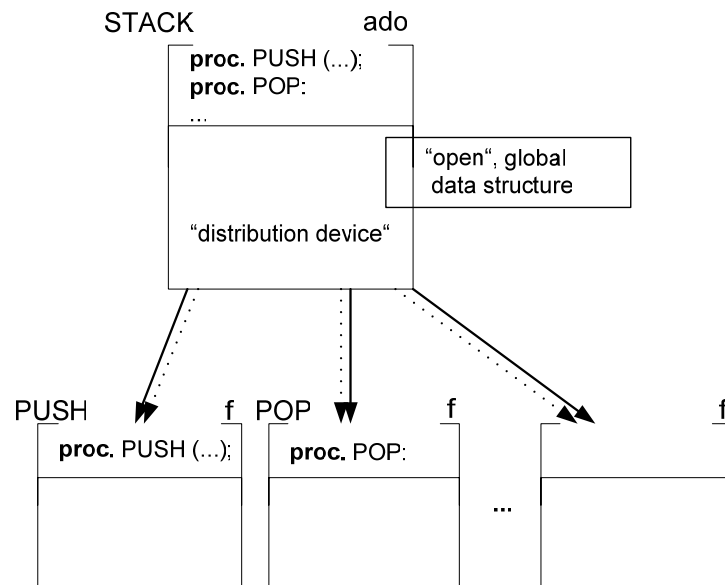 STACK ado
proc. PUSH (...);
proc. POP:
...
“open“, global
data structure
“distribution device“
PUSH f POP f f
proc. PUSH (...); proc. POP:
...